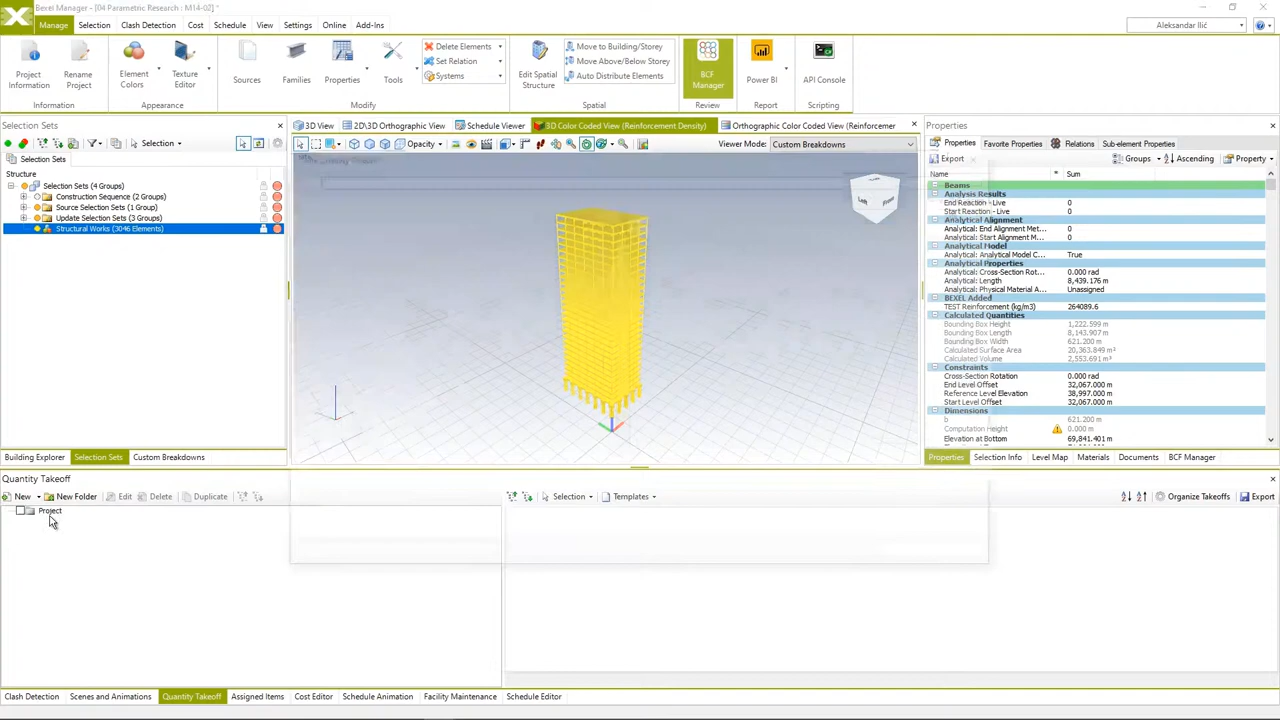 Bexel Manager - [04 Parametric Research : M14-02] *
Manage Selection Clash Detection Cost Schedule View Settings Online Add-Ins
Aleksandar Ilić
Project Information
Rename Project
Element Colors
Texture Editor
Sources
Families
Properties
Tools
Delete Elements
Set Relation
Systems
Edit Spatial Structure
Move to Building/Storey
Move Above/Below Storey
Auto Distribute Elements
BCF Manager
Power BI
API Console
Information Appearance Modify Spatial Review Report Scripting
Selection Sets
3D View 2D\3D Orthographic View Schedule Viewer 3D Color Coded View (Reinforcement Density) Orthographic Color Coded View (Reinforcemer
Properties
Selection
Opacity
Viewer Mode: Custom Breakdowns
Properties Favorite Properties Relations Sub-element Properties
Selection Sets
Export Groups Ascending Property
Structure
Name Sum
Selection Sets (4 Groups)
Construction Sequence (2 Groups)
Source Selection Sets (1 Group)
Update Selection Sets (3 Groups)
Structural Works (3046 Elements)
Left Front
Beams
Analysis Results
End Reaction - Live 0
Start Reaction - Live 0
Analytical Alignment
Analytical: End Alignment Met... 0
Analytical: Start Alignment M... 0
Analytical Model
Analytical: Analytical Model C... True
Analytical Properties
Analytical: Cross-Section Rot... 0.000 rad
Analytical: Length 8,439.176 m
Analytical: Physical Material A... Unassigned
BEXEL Added
TEST Reinforcement (kg/m3) 264089.6
Calculated Quantities
Bounding Box Height 1,222.599 m
Bounding Box Length 8,143.907 m
Bounding Box Width 621.200 m
Calculated Surface Area 20,363.849 m²
Calculated Volume 2,553.691 m³
Constraints
Cross-Section Rotation 0.000 rad
End Level Offset 32,067.000 m
Reference Level Elevation 38,997.000 m
Start Level Offset 32,067.000 m
Dimensions
b 621.200 m
Computation Height 0.000 m
Elevation at Bottom 69,841.401 m
Building Explorer Selection Sets Custom Breakdowns
Properties Selection Info Level Map Materials Documents BCF Manager
Quantity Takeoff
New New Folder Edit Delete Duplicate
Selection Templates
Organize Takeoffs Export
Project
Clash Detection Scenes and Animations Quantity Takeoff Assigned Items Cost Editor Schedule Animation Facility Maintenance Schedule Editor